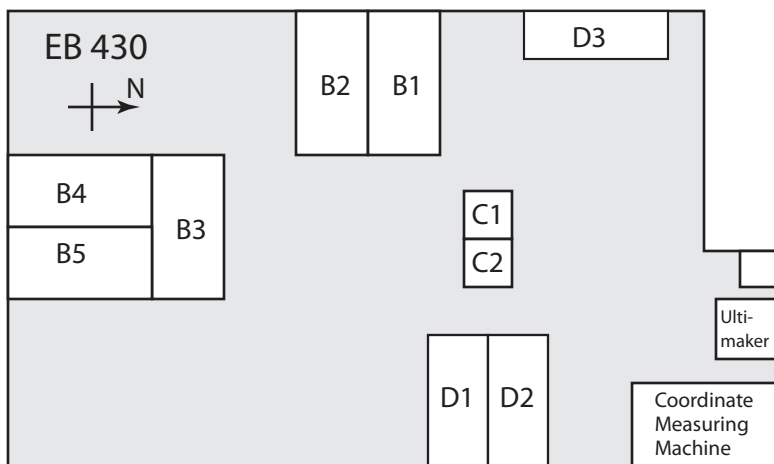 EB 430
N
B2
B1
D3
B4
B5
B3
C1
C2
Ulti-
maker
D1
D2
Coordinate
Measuring
Machine